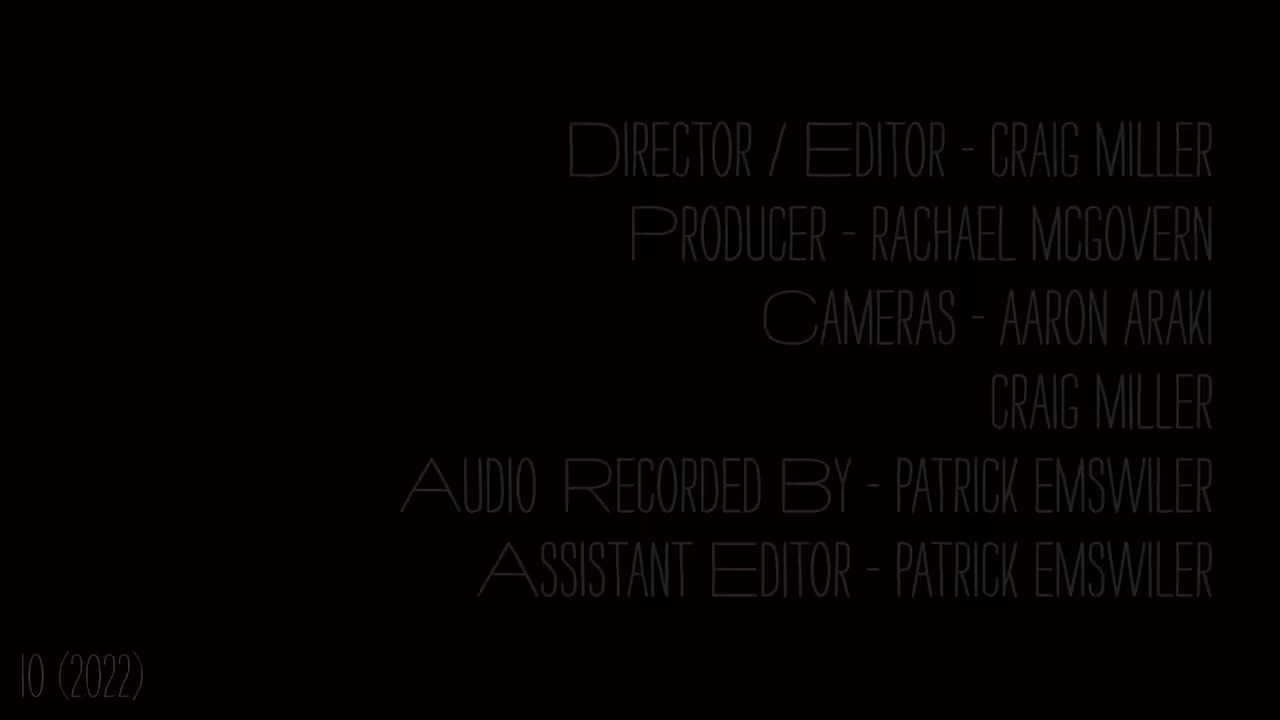 DIRECTOR / EDITOR - CRAIG MILLER
PRODUCER - RACHAEL MCGOVERN
CAMERAS - AARON ARAKI
CRAIG MILLER
AUDIO RECORDED BY - PATRICK EMSWILER
ASSISTANT EDITOR - PATRICK EMSWILER
10 (2022)